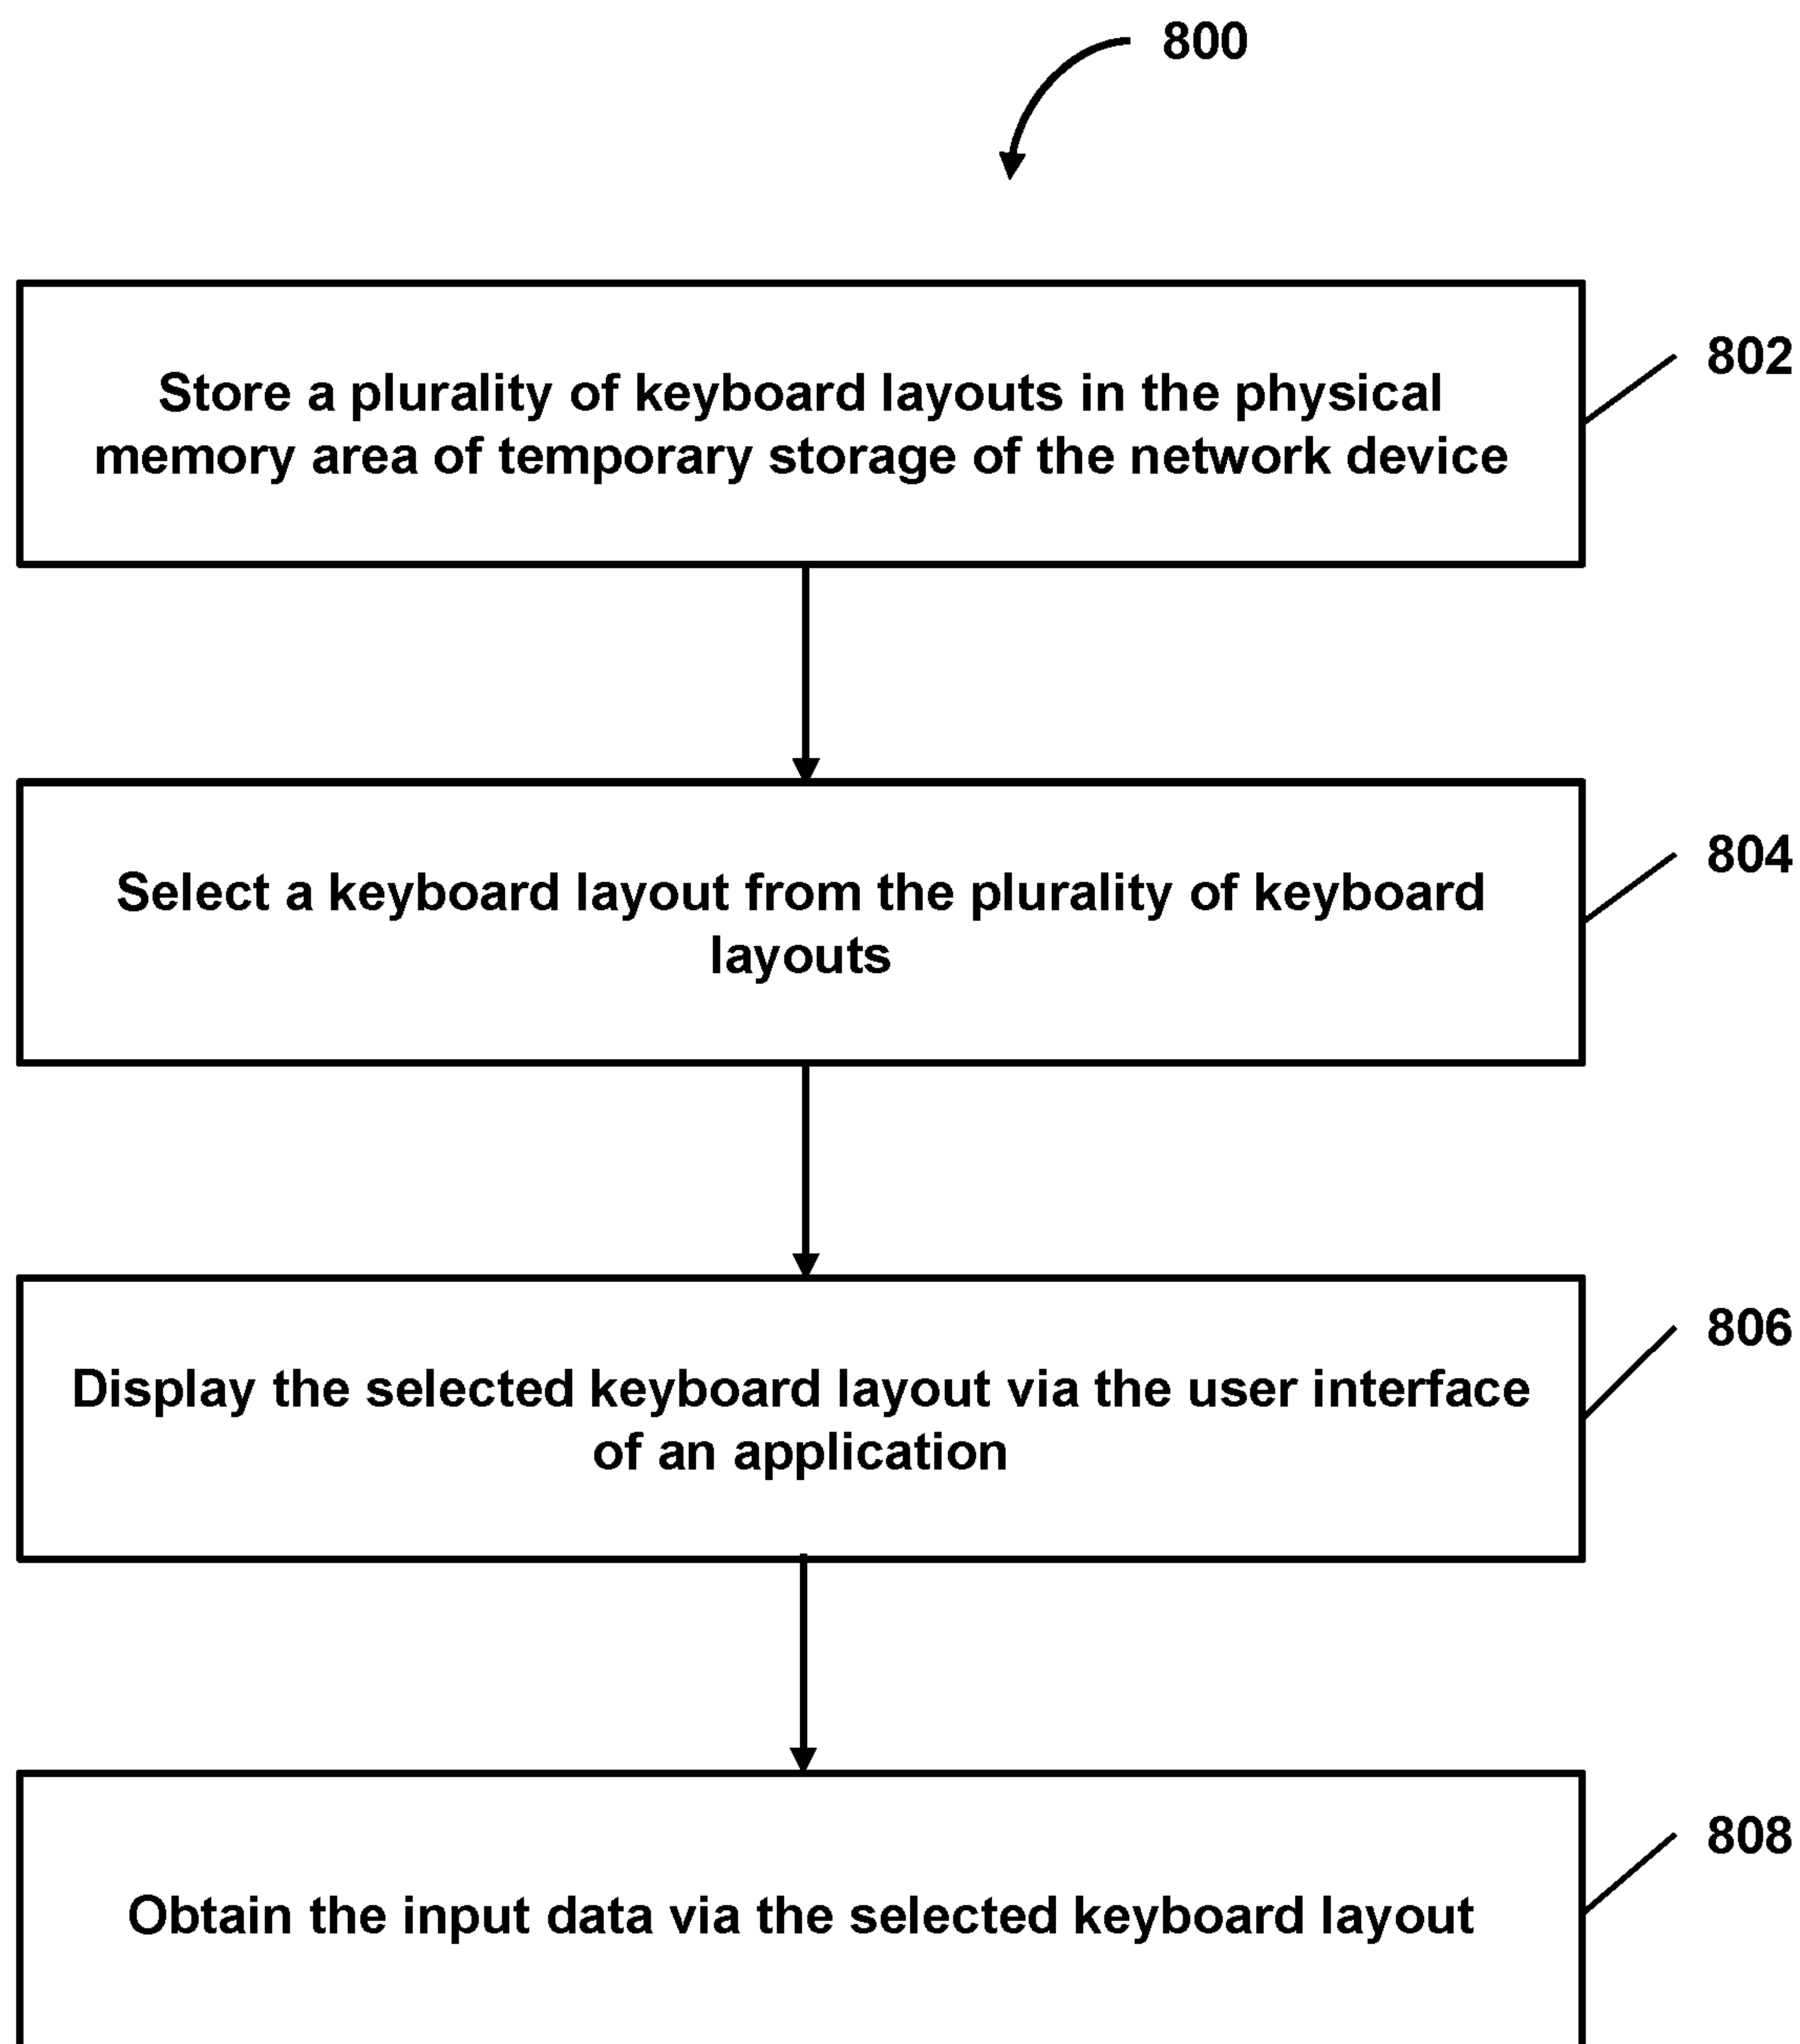 800
Store a plurality of keyboard layouts in the physical
memory area of temporary storage of the network device
802
Select a keyboard layout from the plurality of keyboard
layouts
804
Display the selected keyboard layout via the user interface
of an application
806
Obtain the input data via the selected keyboard layout
808